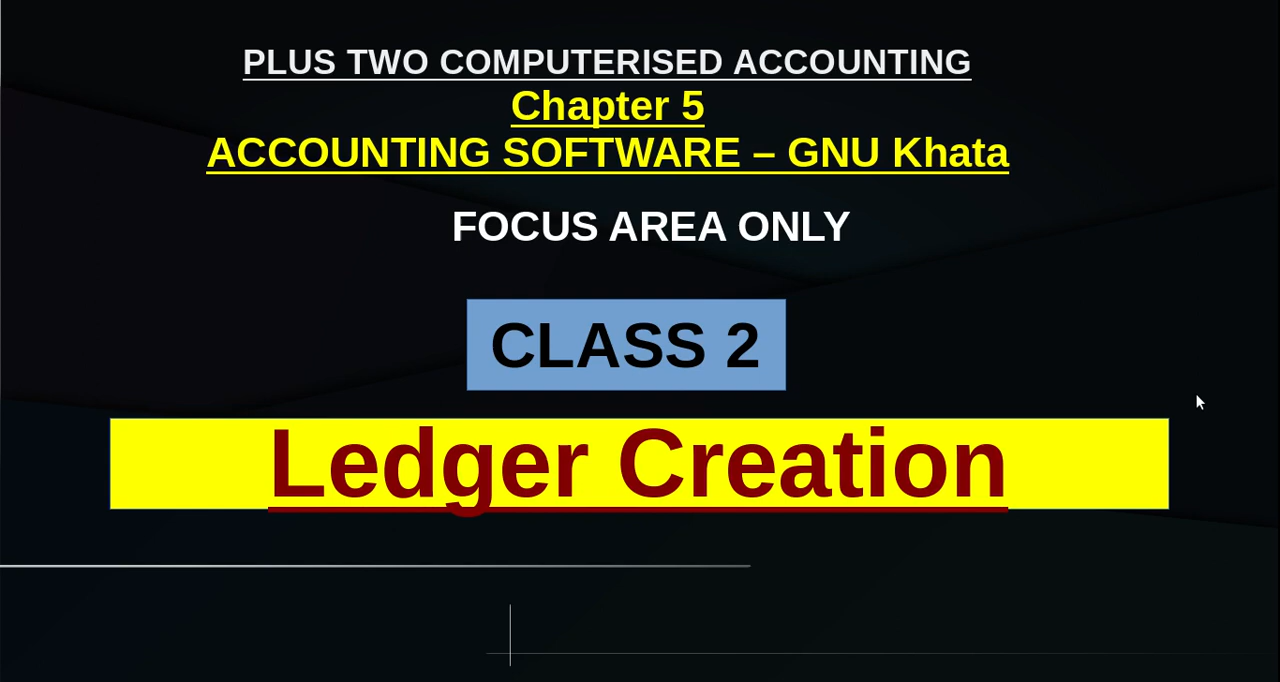 PLUS TWO COMPUTERISED ACCOUNTING
Chapter 5
ACCOUNTING SOFTWARE – GNU Khata
FOCUS AREA ONLY
CLASS 2
Ledger Creation